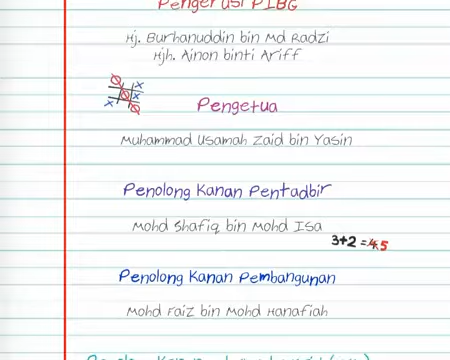 Pengerusi PIBG
Hj. Burhanuddin bin Md Radzi
Hjh. Ainon binti Ariff
Pengetua
Muhammad Usamah Zaid bin Yasin
Penolong Kanan Pentadbir
Mohd Shafiq bin Mohd Isa
3+2=45
Penolong Kanan Pembangunan
Mohd Faiz bin Mohd Hanafiah